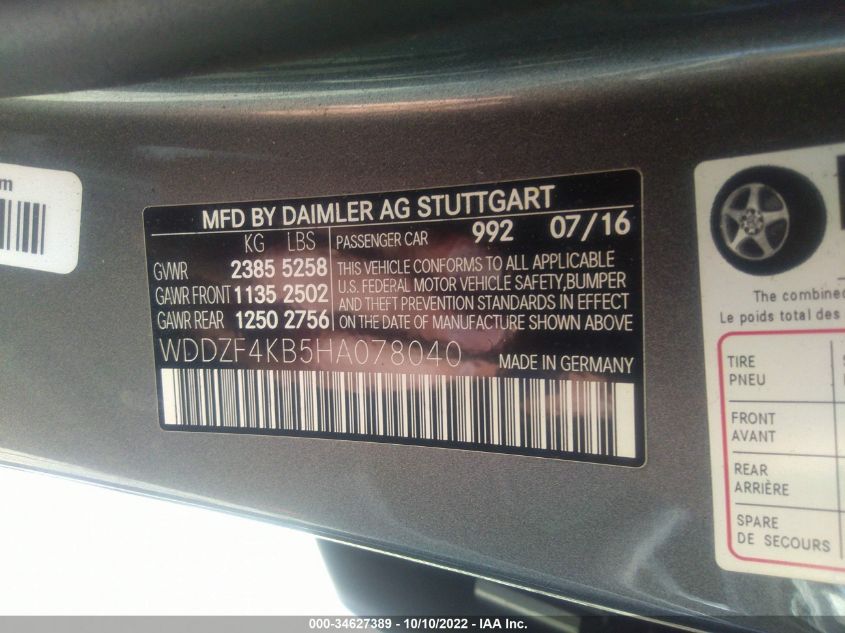 m
MFD BY DAIMLER AG STUTTGART
KG LBS
GVWR 2385 5258
GAWR FRONT 1135 2502
GAWR REAR 1250 2756
PASSENGER CAR 992 07/16
THIS VEHICLE CONFORMS TO ALL APPLICABLE
U.S. FEDERAL MOTOR VEHICLE SAFETY,BUMPER
AND THEFT PREVENTION STANDARDS IN EFFECT
ON THE DATE OF MANUFACTURE SHOWN ABOVE
WDDZF4KB5HA078040 MADE IN GERMANY
The combined
Le poids total des
TIRE
PNEU
FRONT
AVANT
REAR
ARRIÈRE
SPARE
DE SECOURS
000-34627389 - 10/10/2022 - © IAA, Inc.